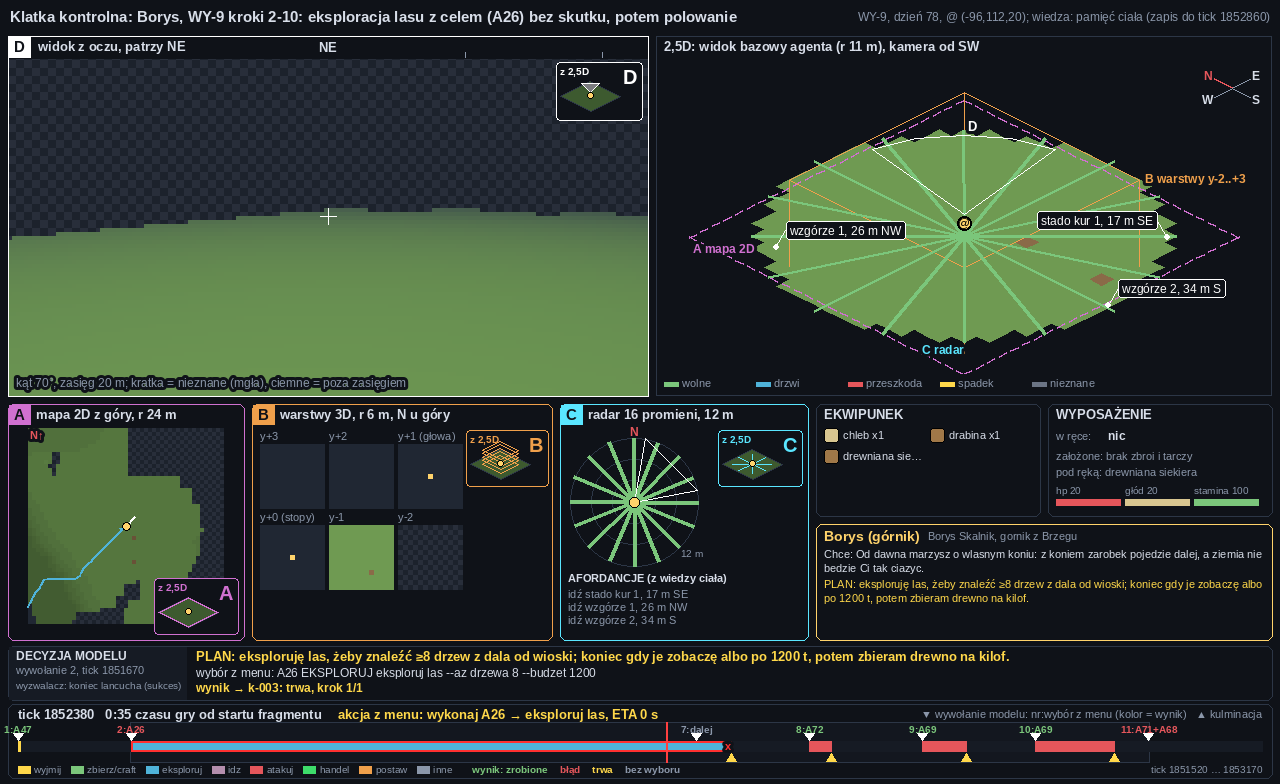 Klatka kontrolna: Borys, WY-9 kroki 2-10: eksploracja lasu z celem (A26) bez skutku, potem polowanie
WY-9, dzień 78, @ (-96,112,20); wiedza: pamięć ciała (zapis do tick 1852860)
D widok z oczu, patrzy NE
NE
z 2,5D
D
kąt 70°, zasięg 20 m; kratka = nieznane (mgła), ciemne = poza zasięgiem
2,5D: widok bazowy agenta (r 11 m), kamera od SW
N E
W S
D
B warstwy y-2..+3
stado kur 1, 17 m SE
wzgórze 1, 26 m NW
@
A mapa 2D
wzgórze 2, 34 m S
C radar
wolne drzwi przeszkoda spadek nieznane
A mapa 2D z góry, r 24 m
N↑
z 2,5D
A
B warstwy 3D, r 6 m, N u góry
y+3 y+2 y+1 (głowa)
z 2,5D
B
y+0 (stopy) y-1 y-2
C radar 16 promieni, 12 m
N
z 2,5D
C
12 m
AFORDANCJE (z wiedzy ciała)
idź stado kur 1, 17 m SE
idź wzgórze 1, 26 m NW
idź wzgórze 2, 34 m S
EKWIPUNEK
chleb x1 drabina x1
drewniana sie…
WYPOSAŻENIE
w ręce: nic
założone: brak zbroi i tarczy
pod ręką: drewniana siekiera
hp 20 głód 20 stamina 100
Borys (górnik) Borys Skalnik, gornik z Brzegu
Chce: Od dawna marzysz o wlasnym koniu: z koniem zarobek pojedzie dalej, a ziemia nie
bedzie Ci tak ciazyc.
PLAN: eksploruję las, żeby znaleźć ≥8 drzew z dala od wioski; koniec gdy je zobaczę albo
po 1200 t, potem zbieram drewno na kilof.
DECYZJA MODELU
wywołanie 2, tick 1851670
wyzwalacz: koniec lancucha (sukces)
PLAN: eksploruję las, żeby znaleźć ≥8 drzew z dala od wioski; koniec gdy je zobaczę albo po 1200 t, potem zbieram drewno na kilof.
wybór z menu: A26 EKSPLORUJ eksploruj las --az drzewa 8 --budzet 1200
wynik → k-003: trwa, krok 1/1
tick 1852380 0:35 czasu gry od startu fragmentu akcja z menu: wykonaj A26 → eksploruj las, ETA 0 s
▼ wywołanie modelu: nr:wybór z menu (kolor = wynik) ▲ kulminacja
1:A47 2:A26 7:dalej 8:A72 9:A69 10:A69 11:A71+A68
x
wyjmij zbierz/craft eksploruj idz atakuj handel postaw inne wynik: zrobione błąd trwa bez wyboru
tick 1851520 … 1853170